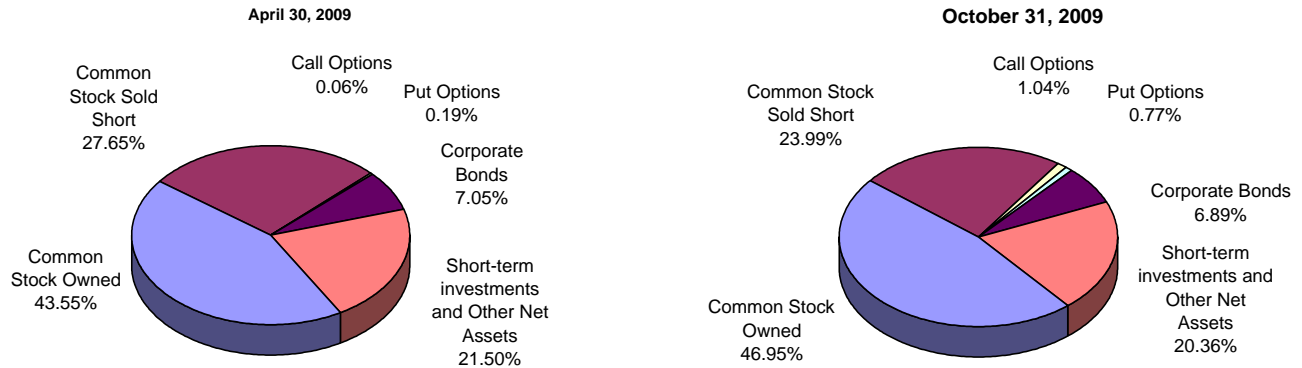 April 30, 2009
Call Options
0.06%
Common
Stock Sold
Short
27.65%
Put Options
0.19%
Corporate
Bonds
7.05%
Common
Stock Owned
43.55%
Short-term
investments
and Other Net
Assets
21.50%
October 31, 2009
Call Options
1.04%
Common Stock
Sold Short
23.99%
Put Options
0.77%
Corporate Bonds
6.89%
Short-term
investments and
Other Net
Assets
20.36%
Common Stock
Owned
46.95%